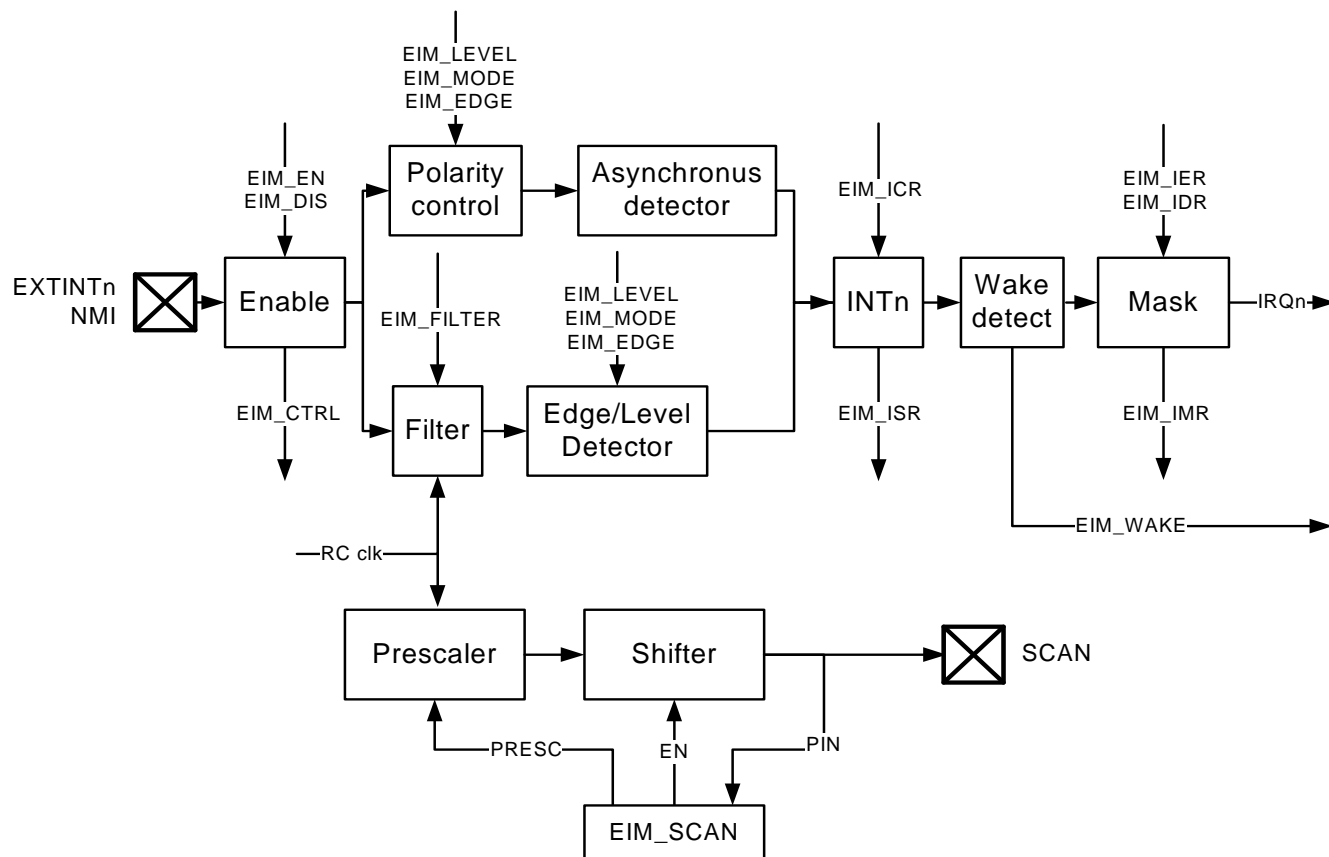 EIM_LEVEL
EIM_MODE
EIM_EDGE
EIM_EN
EIM_DIS
Polarity
control
Asynchronus
detector
EIM_ICR
EIM_IER
EIM_IDR
EXTINTn
NMI
Enable
EIM_FILTER
EIM_LEVEL
EIM_MODE
EIM_EDGE
INTn
Wake
detect
Mask
IRQn
EIM_CTRL
Filter
Edge/Level
Detector
EIM_ISR
EIM_IMR
EIM_WAKE
RC clk
Prescaler
Shifter
SCAN
PRESC
EN
PIN
EIM_SCAN